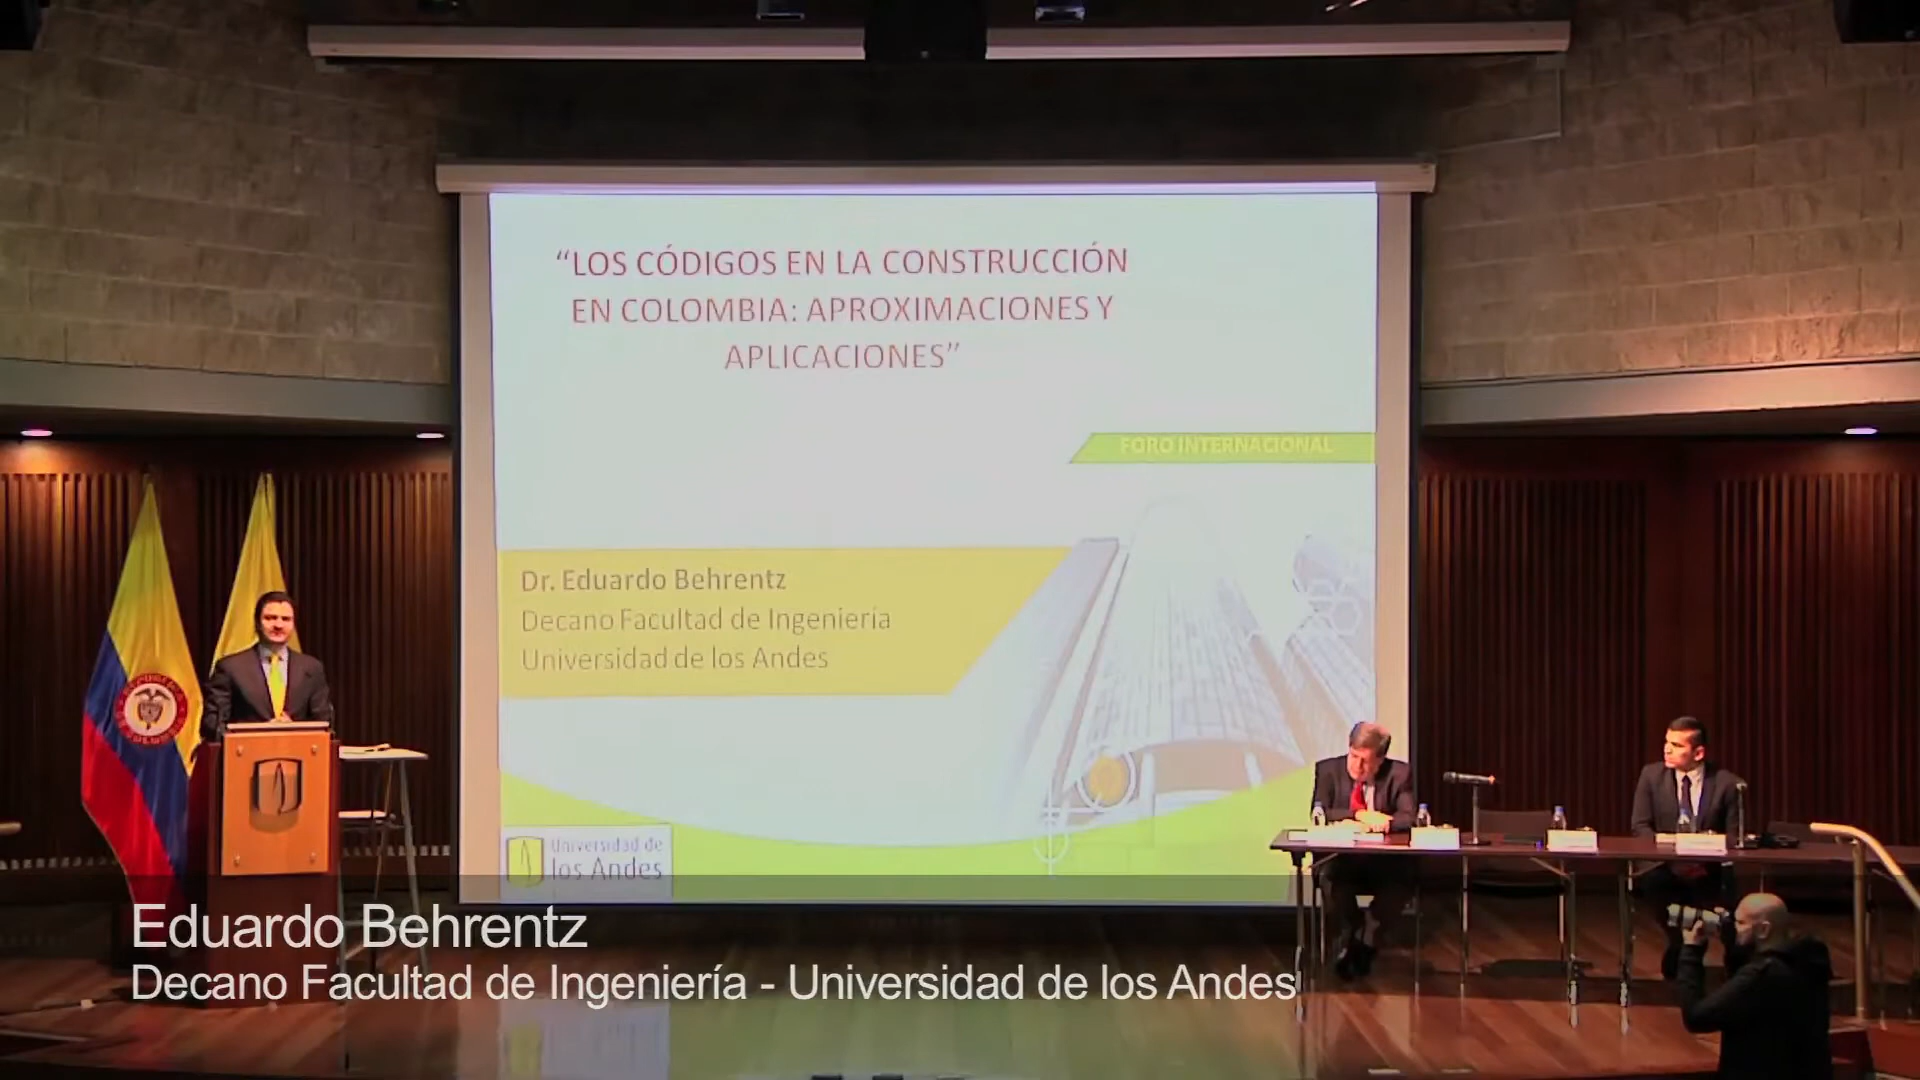 “LOS CÓDIGOS EN LA CONSTRUCCIÓN
EN COLOMBIA: APROXIMACIONES Y
APLICACIONES”
FORO INTERNACIONAL
Dr. Eduardo Behrentz
Decano Facultad de Ingeniería
Universidad de los Andes
Universidad de
los Andes
Eduardo Behrentz
Decano Facultad de Ingeniería - Universidad de los Andes